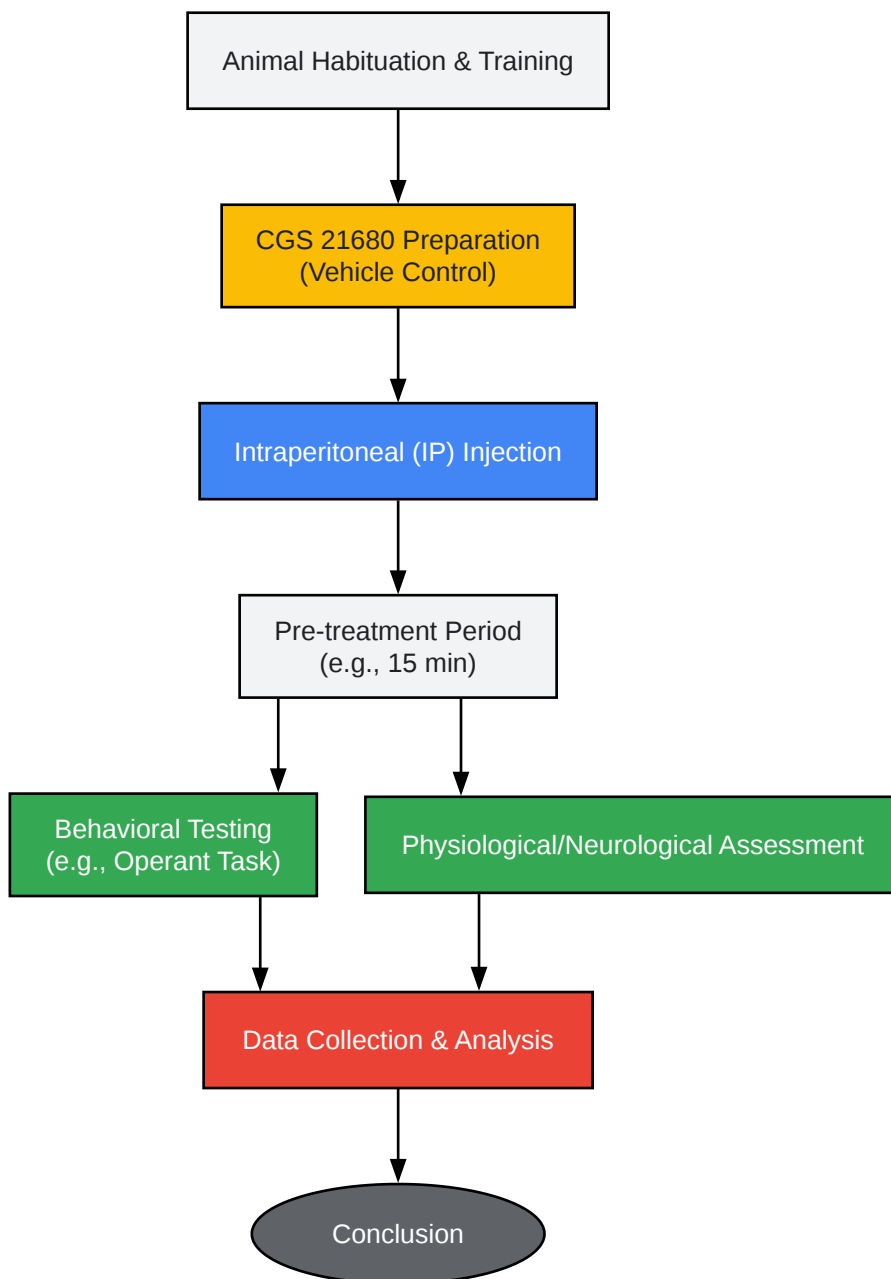 Animal Habituation & Training
CGS 21680 Preparation
(Vehicle Control)
Intraperitoneal (IP) Injection
Pre-treatment Period
(e.g., 15 min)
Behavioral Testing
(e.g., Operant Task)
Physiological/Neurological Assessment
Data Collection & Analysis
Conclusion